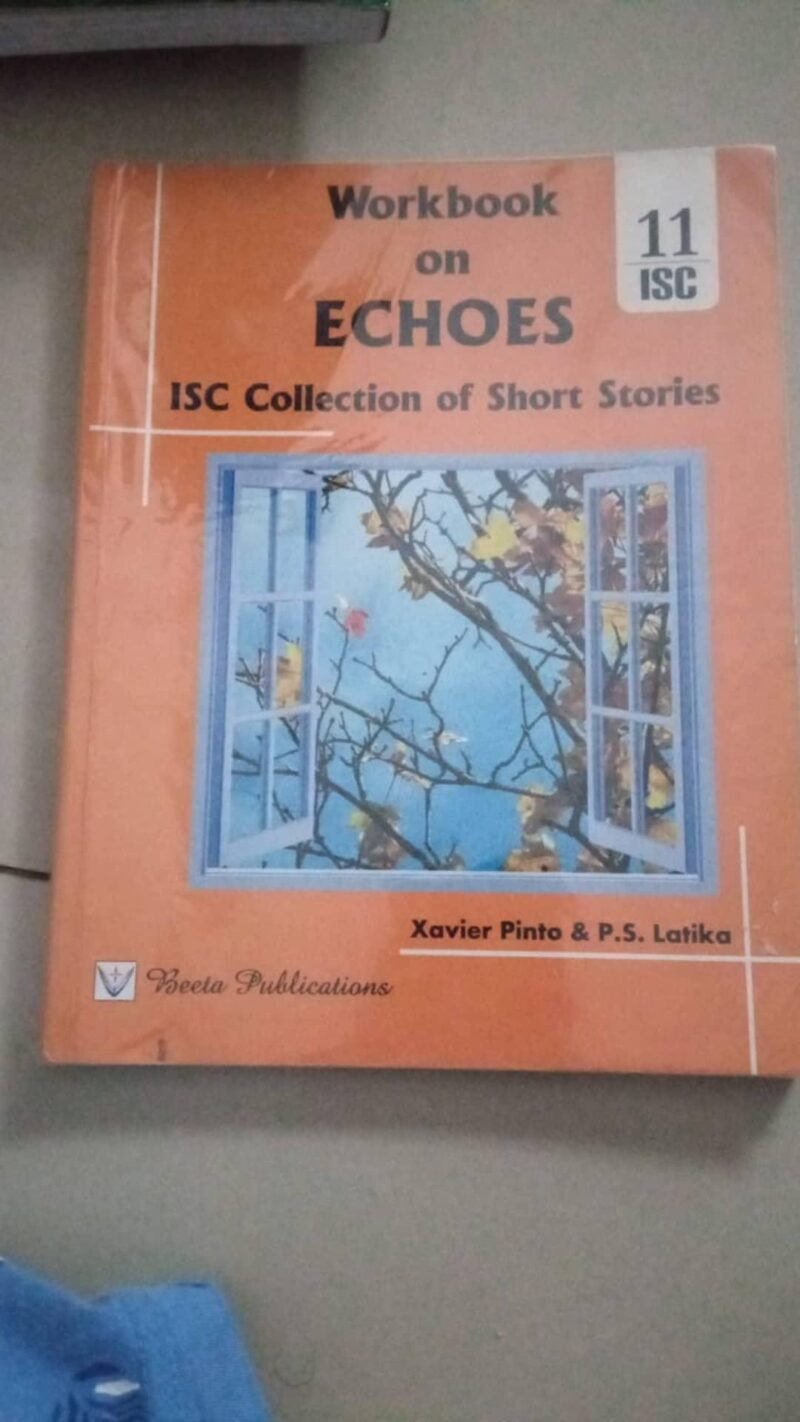 Workbook
on
ECHOES
11
ISC
ISC Collection of Short Stories
Xavier Pinto & P.S. Latika
Beeta Publications